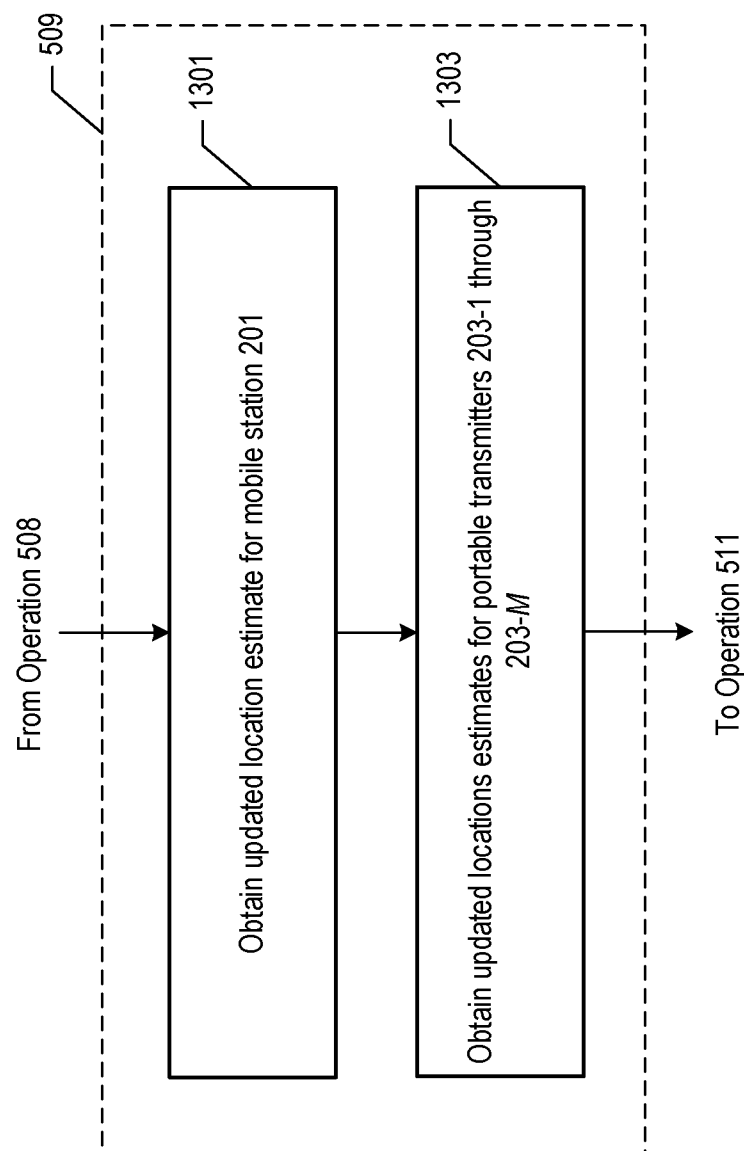 From Operation 508
509
1301
Obtain updated location estimate for mobile station 201
1303
Obtain updated locations estimates for portable transmitters 203-1 through
203-M
To Operation 511